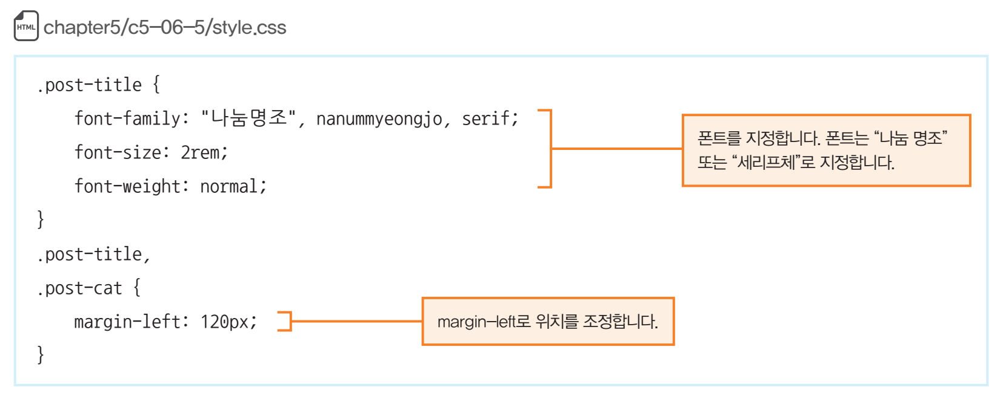 HTML chapter5/c5-06-5/style.css
.post-title {
font-family: "나눔명조", nanummyeongjo, serif;
font-size: 2rem;
font-weight: normal;
}
폰트를 지정합니다. 폰트는 “나눔 명조”
또는 “세리프체”로 지정합니다.
.post-title,
.post-cat {
margin-left: 120px;
margin-left로 위치를 조정합니다.
}